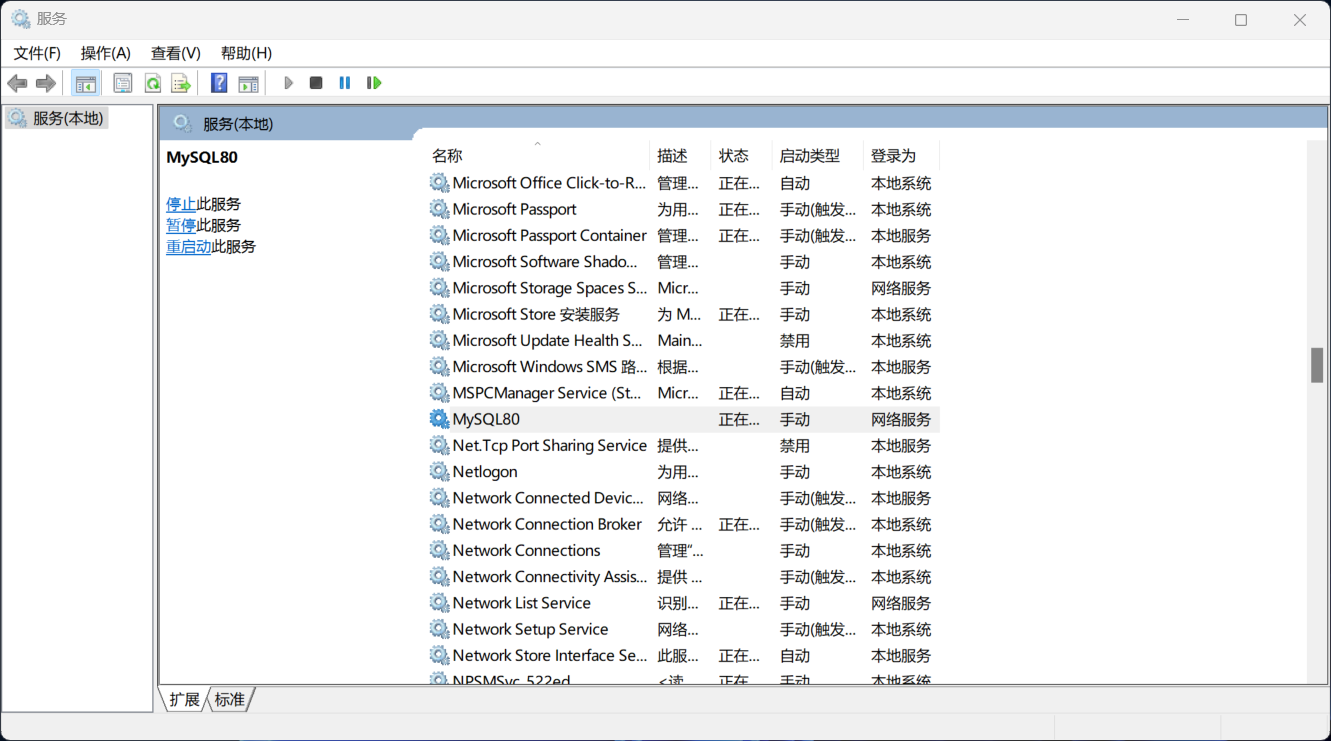 服务
文件(F) 操作(A) 查看(V) 帮助(H)
服务(本地)
服务(本地)
MySQL80
停止此服务
暂停此服务
重启动此服务
名称 描述 状态 启动类型 登录为
Microsoft Office Click-to-R... 管理... 正在... 自动 本地系统
Microsoft Passport 为用... 正在... 手动(触发... 本地系统
Microsoft Passport Container 管理... 正在... 手动(触发... 本地服务
Microsoft Software Shado... 管理... 手动 本地系统
Microsoft Storage Spaces S... Micr... 手动 网络服务
Microsoft Store 安装服务 为 M... 正在... 手动 本地系统
Microsoft Update Health S... Main... 禁用 本地系统
Microsoft Windows SMS 路... 根据... 手动(触发... 本地服务
MSPCManager Service (St... Micr... 正在... 自动 本地系统
MySQL80 正在... 手动 网络服务
Net.Tcp Port Sharing Service 提供... 禁用 本地服务
Netlogon 为用... 手动 本地系统
Network Connected Devic... 网络... 手动(触发... 本地服务
Network Connection Broker 允许 ... 正在... 手动(触发... 本地系统
Network Connections 管理“... 手动 本地系统
Network Connectivity Assis... 提供 ... 手动(触发... 本地系统
Network List Service 识别... 正在... 手动 网络服务
Network Setup Service 网络... 手动(触发... 本地系统
Network Store Interface Se... 此服... 正在... 自动 本地服务
NPSMSvc_522ed <读... 正在... 手动 本地系统
扩展 标准